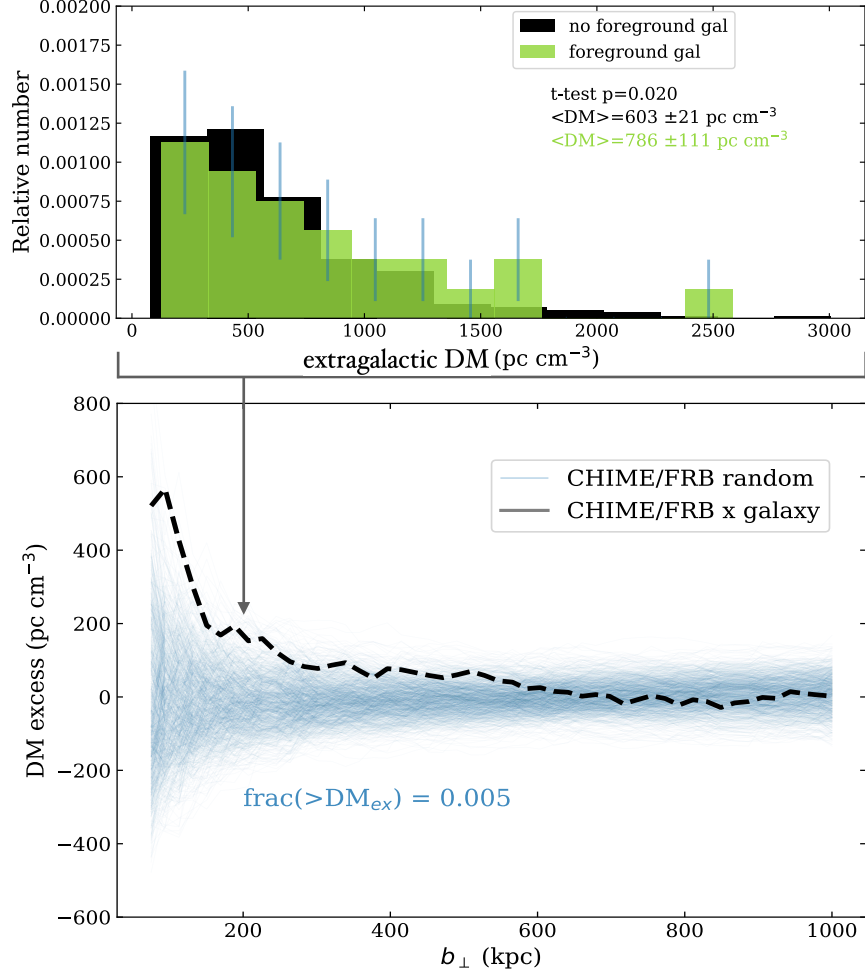 0.00200
0.00175
0.00150
0.00125
0.00100
0.00075
0.00050
0.00025
0.00000
Relative number
no foreground gal
foreground gal
t-test p=0.020
<DM>=603 ±21 pc cm⁻³
<DM>=786 ±111 pc cm⁻³
0 500 1000 1500 2000 2500 3000
extragalactic DM (pc cm⁻³)
800
600
400
200
0
−200
−400
−600
DM excess (pc cm⁻³)
CHIME/FRB random
CHIME/FRB x galaxy
frac(>DM_{ex}) = 0.005
200 400 600 800 1000
b_⊥ (kpc)